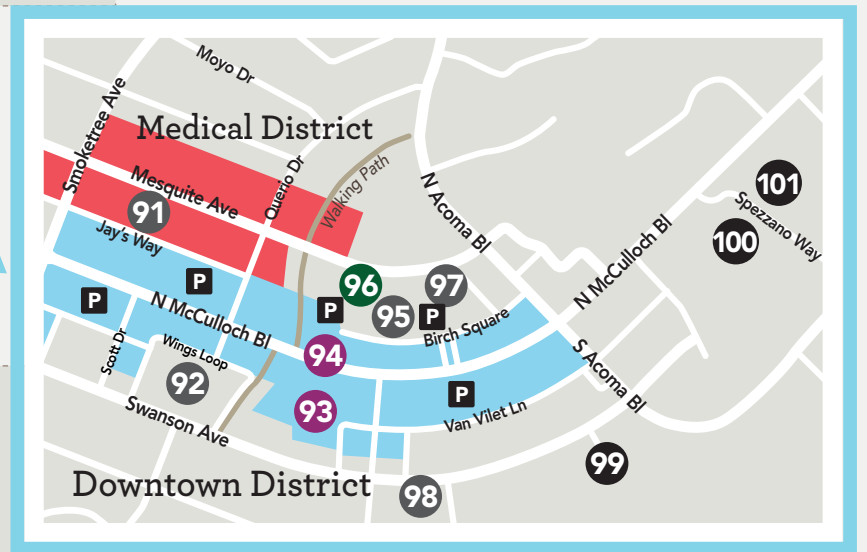 Moyo Dr
Smoketree Ave
Medical District
Mesquite Ave
Querio Dr
Walking Path
N Acoma Bl
101
Spezzano Way
100
91
Jay's Way
N McCulloch Bl
P
P
N McCulloch Bl
96
97
P
95
P
Birch Square
Scott Dr
Wings Loop
94
S Acoma Bl
92
93
P
Van Vilet Ln
Swanson Ave
99
Downtown District
98